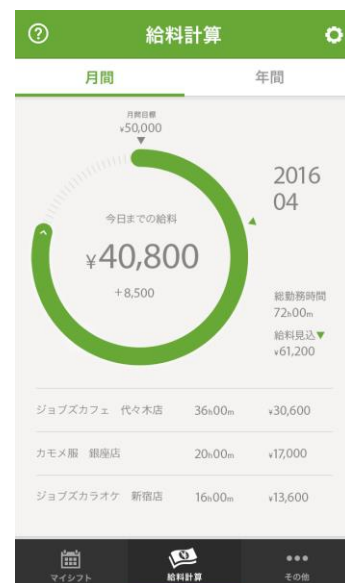 ?
給料計算
月間
年間
月間目標
¥50,000
2016
04
今日までの給料
¥40,800
+8,500
総勤務時間
72h00m
給料見込▼
¥61,200
ジョブズカフェ 代々木店 36h00m ¥30,600
カモメ服 銀座店 20h00m ¥17,000
ジョブズカラオケ 新宿店 16h00m ¥13,600
マイシフト
給料計算
その他